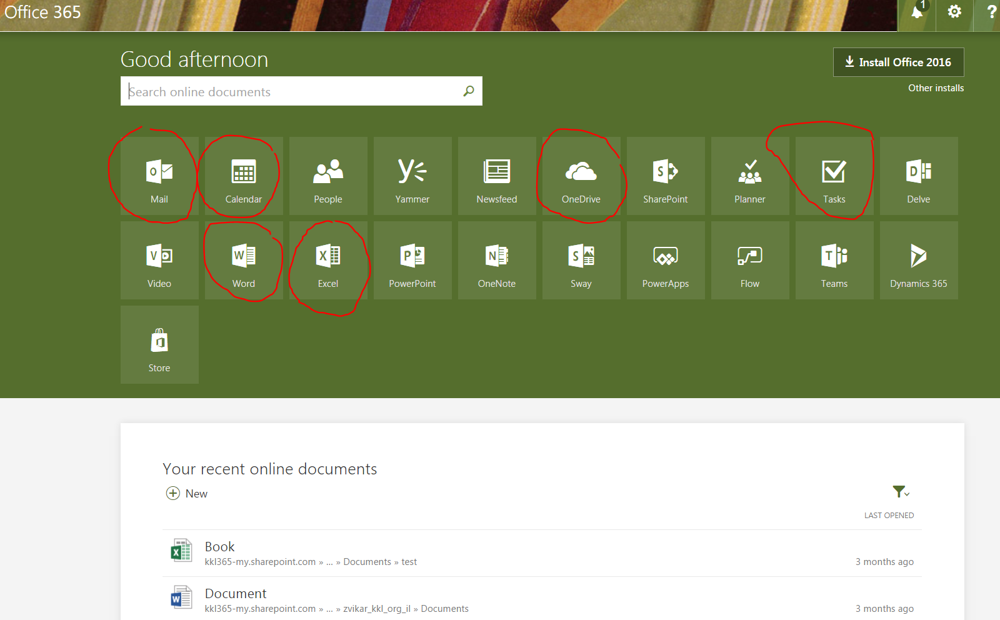 Office 365
1
?
Good afternoon
Install Office 2016
Search online documents
Other installs
Mail
Calendar
People
Yammer
Newsfeed
OneDrive
SharePoint
Planner
Tasks
Delve
Video
Word
Excel
PowerPoint
OneNote
Sway
PowerApps
Flow
Teams
Dynamics 365
Store
Your recent online documents
New
LAST OPENED
Book
kkl365-my.sharepoint.com » ... » Documents » test
3 months ago
Document
kkl365-my.sharepoint.com » ... » zvikar_kkl_org_il » Documents
3 months ago